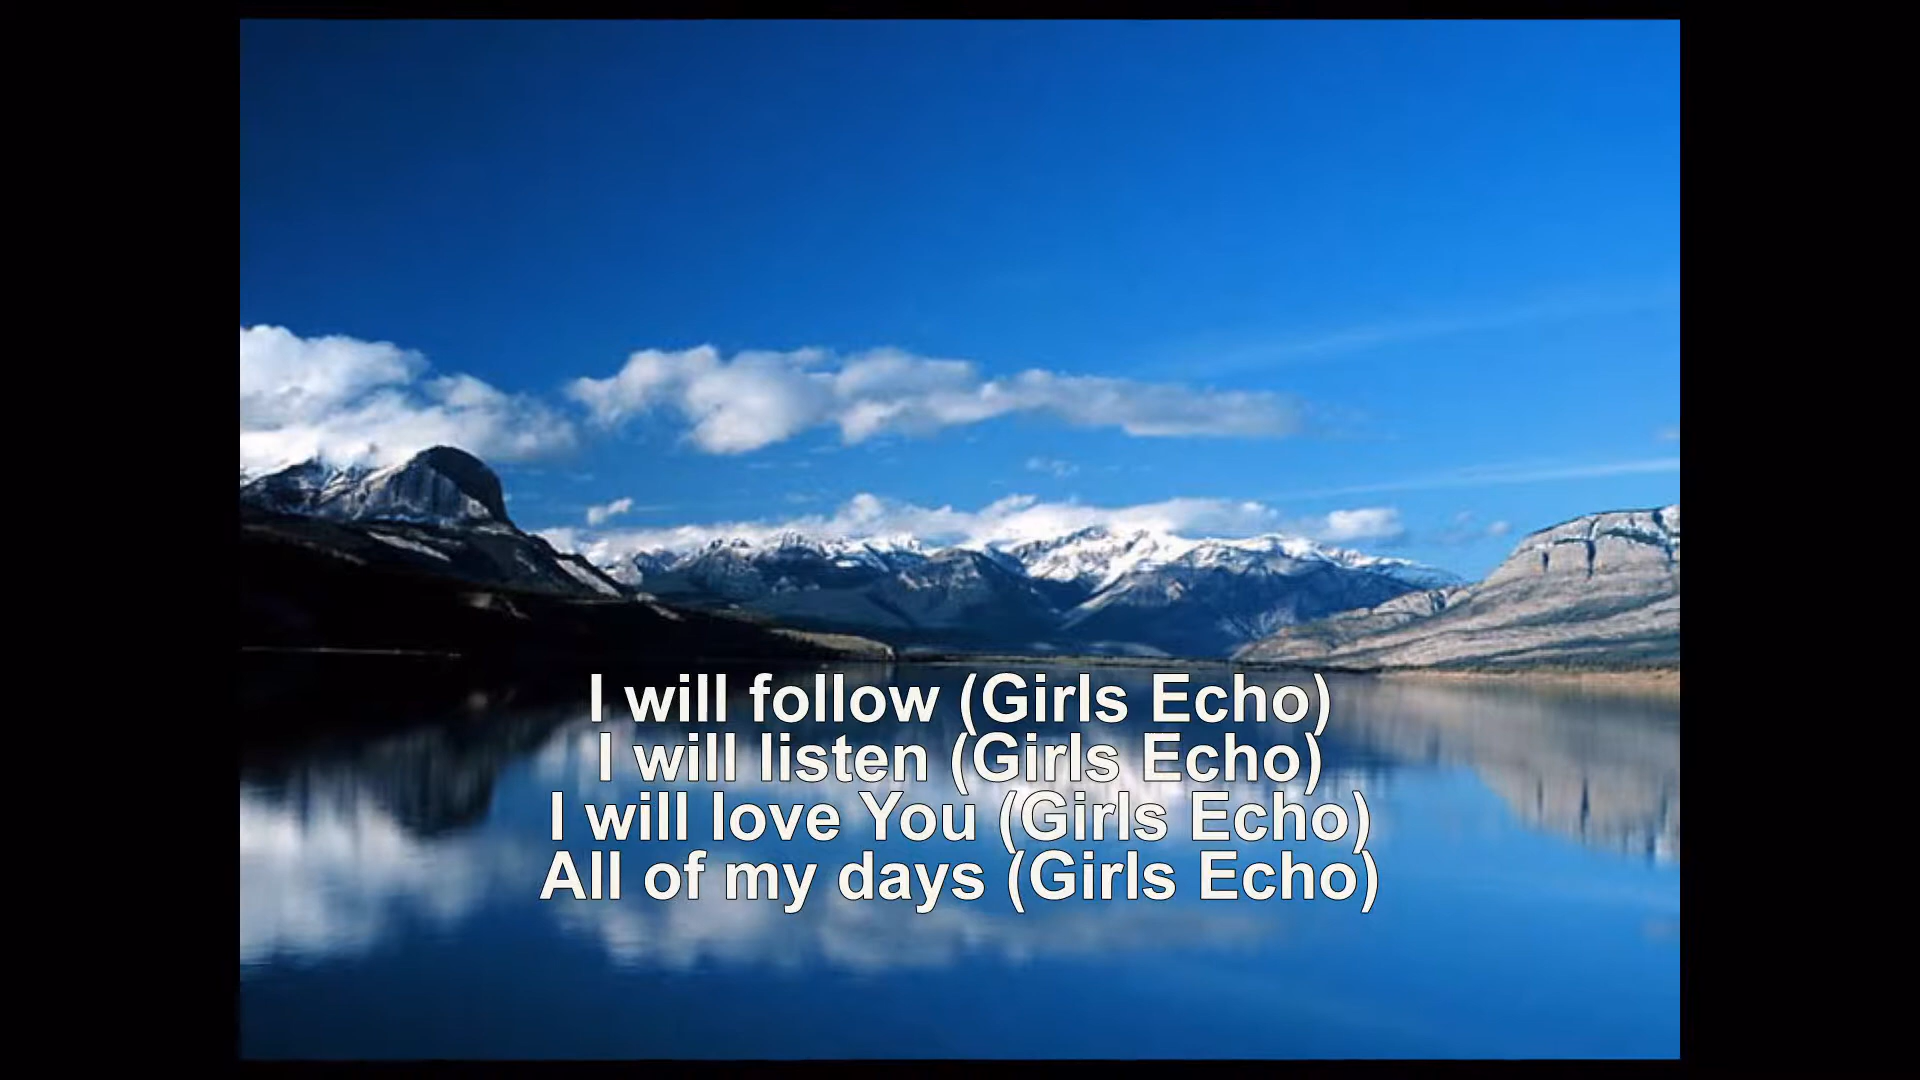 I will follow (Girls Echo)
I will listen (Girls Echo)
I will love You (Girls Echo)
All of my days (Girls Echo)